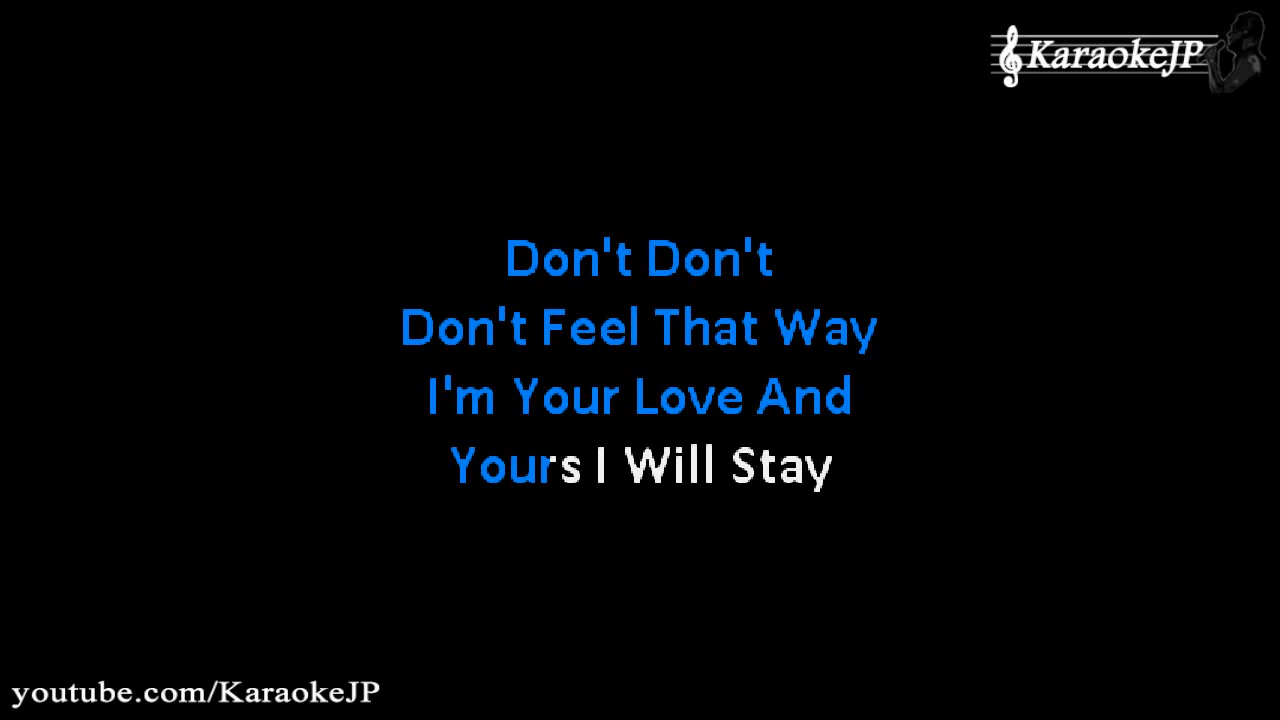 KaraokeJP
Don't Don't
Don't Feel That Way
I'm Your Love And
Yours I Will Stay
youtube.com/KaraokeJP